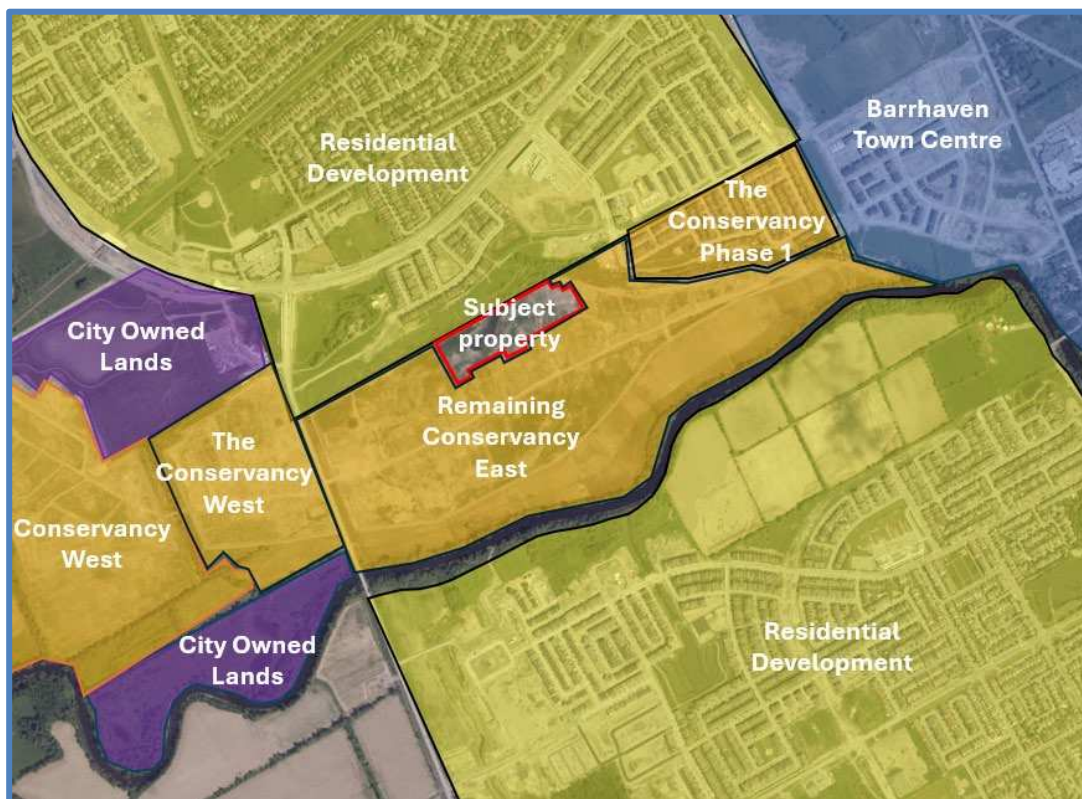 Barrhaven
Town Centre
Residential
Development
The
Conservancy
Phase 1
Subject
property
City Owned
Lands
Remaining
Conservancy
East
The
Conservancy
West
Conservancy
West
City Owned
Lands
Residential
Development